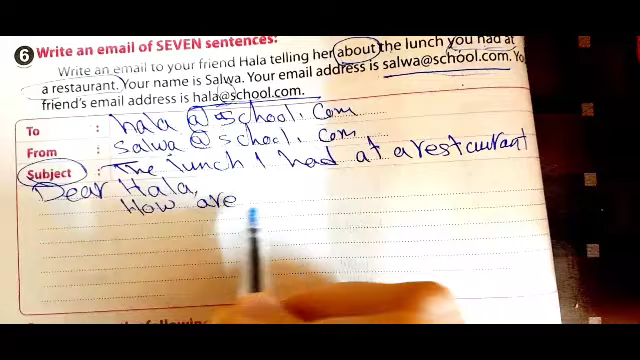 6 Write an email of SEVEN sentences:
Write an email to your friend Hala telling her about the lunch you had at
a restaurant. Your name is Salwa. Your email address is salwa@school.com. Yo
friend's email address is hala@school.com.
To : hala @ school. Com
From : Salwa @ school. Com
Subject : The lunch I had at a restaurant
Dear Hala,
How are